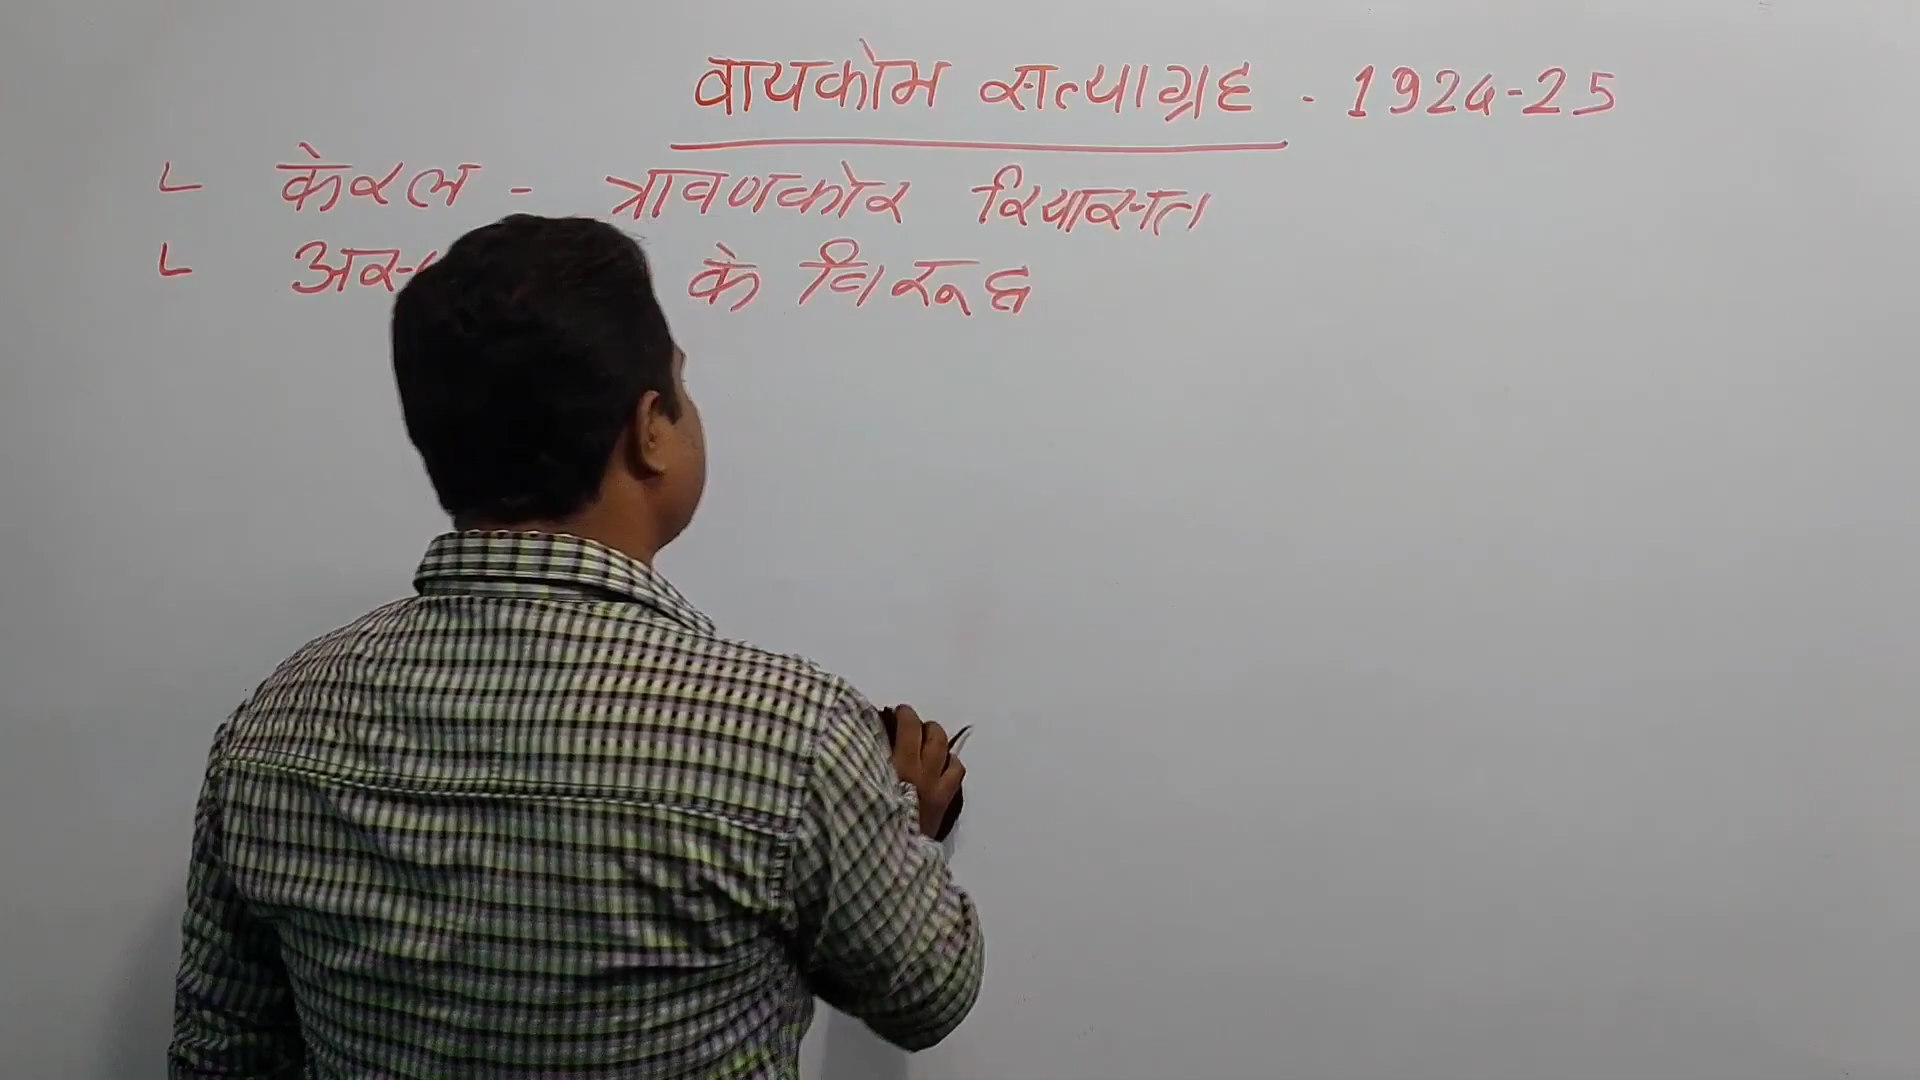 वायकोम सत्याग्रह - 1924-25
└ केरल - त्रावणकोर रियासत
└ के विरूद्ध